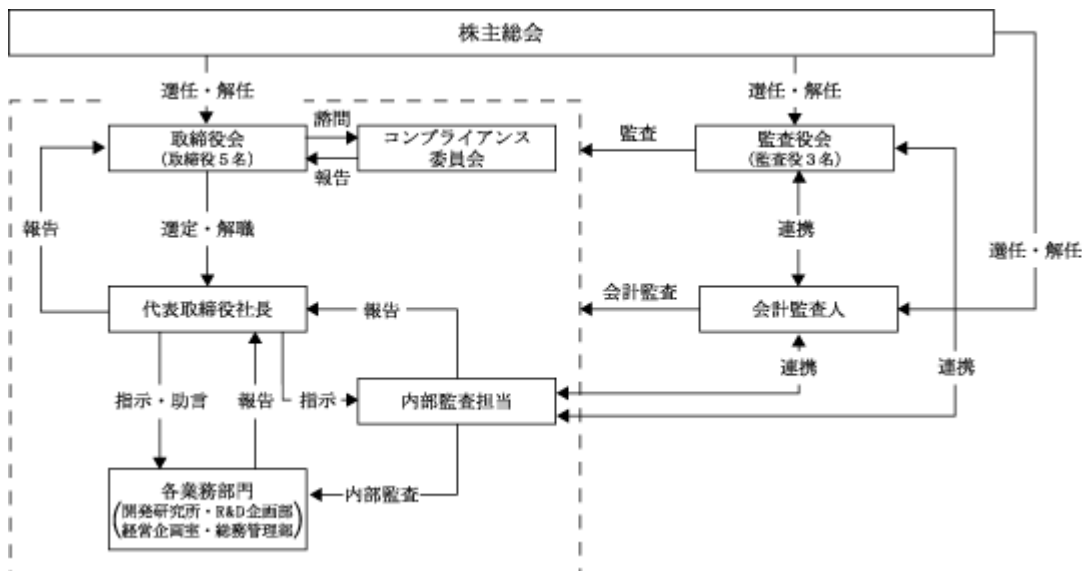 株主総会
選任・解任
選任・解任
諮問
取締役会
(取締役5名)
コンプライアンス
委員会
監査
監査役会
(監査役3名)
報告
報告
選定・解職
連携
選任・解任
代表取締役社長
報告
会計監査
会計監査人
連携
連携
指示・助言
報告
指示
内部監査担当
各業務部門
(開発研究所・R&D企画部
経営企画室・総務管理部)
内部監査